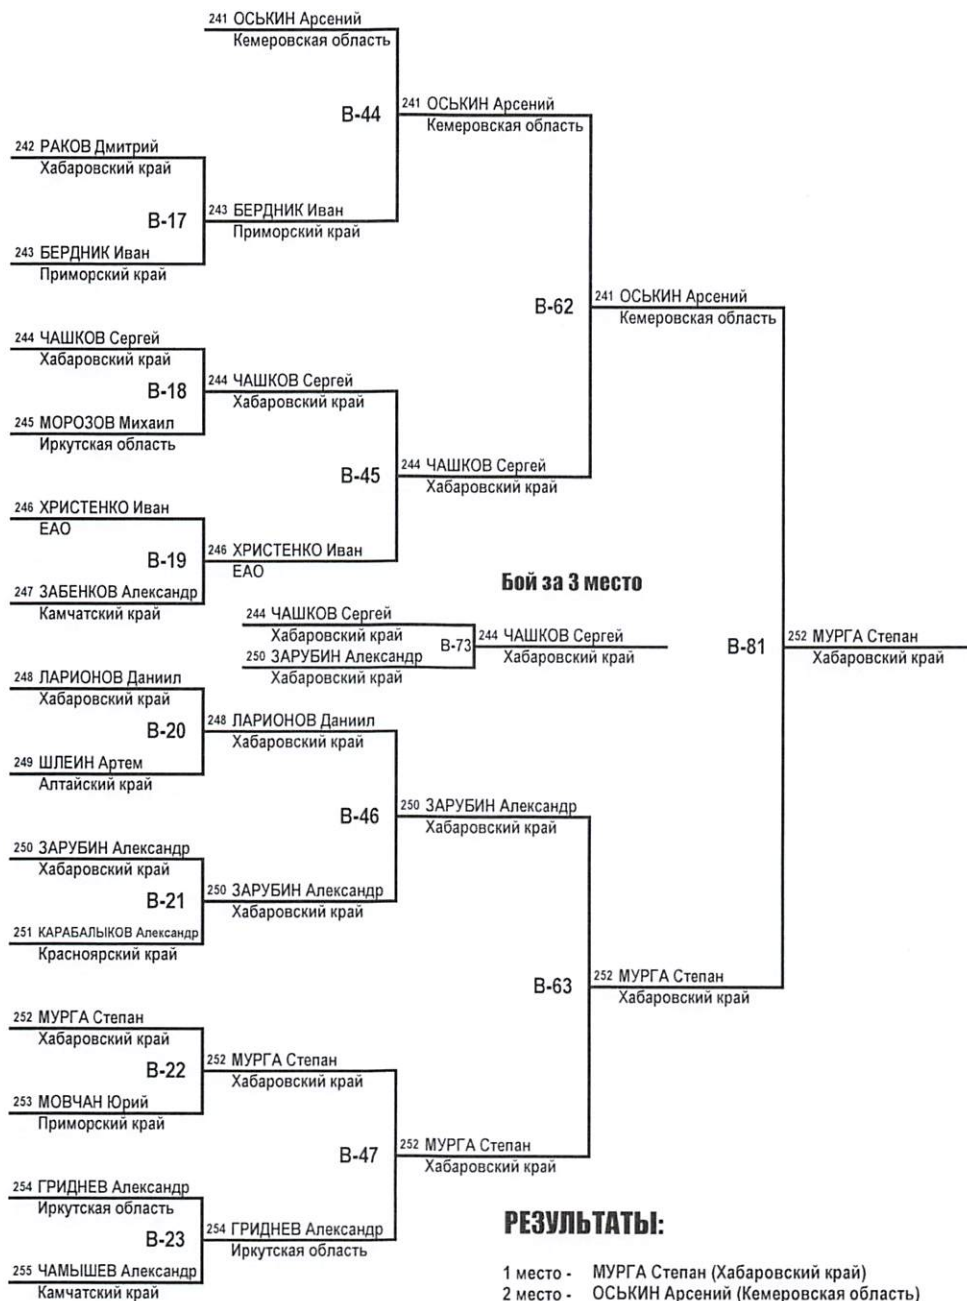 241 ОСЬКИН Арсений
Кемеровская область
B-44
241 ОСЬКИН Арсений
Кемеровская область
242 РАКОВ Дмитрий
Хабаровский край
B-17
243 БЕРДНИК Иван
Приморский край
243 БЕРДНИК Иван
Приморский край
B-62
241 ОСЬКИН Арсений
Кемеровская область
244 ЧАШКОВ Сергей
Хабаровский край
B-18
244 ЧАШКОВ Сергей
Хабаровский край
245 МОРОЗОВ Михаил
Иркутская область
B-45
244 ЧАШКОВ Сергей
Хабаровский край
246 ХРИСТЕНКО Иван
ЕАО
B-19
246 ХРИСТЕНКО Иван
ЕАО
247 ЗАБЕНКОВ Александр
Камчатский край
Бой за 3 место
244 ЧАШКОВ Сергей
Хабаровский край
B-73
244 ЧАШКОВ Сергей
Хабаровский край
250 ЗАРУБИН Александр
Хабаровский край
B-81
252 МУРГА Степан
Хабаровский край
248 ЛАРИОНОВ Даниил
Хабаровский край
B-20
248 ЛАРИОНОВ Даниил
Хабаровский край
249 ШЛЕИН Артем
Алтайский край
B-46
250 ЗАРУБИН Александр
Хабаровский край
250 ЗАРУБИН Александр
Хабаровский край
B-21
250 ЗАРУБИН Александр
Хабаровский край
251 КАРАБАЛЫКОВ Александр
Красноярский край
B-63
252 МУРГА Степан
Хабаровский край
252 МУРГА Степан
Хабаровский край
B-22
252 МУРГА Степан
Хабаровский край
253 МОВЧАН Юрий
Приморский край
B-47
252 МУРГА Степан
Хабаровский край
254 ГРИДНЕВ Александр
Иркутская область
B-23
254 ГРИДНЕВ Александр
Иркутская область
255 ЧАМЫШЕВ Александр
Камчатский край
РЕЗУЛЬТАТЫ:
1 место - МУРГА Степан (Хабаровский край)
2 место - ОСЬКИН Арсений (Кемеровская область)